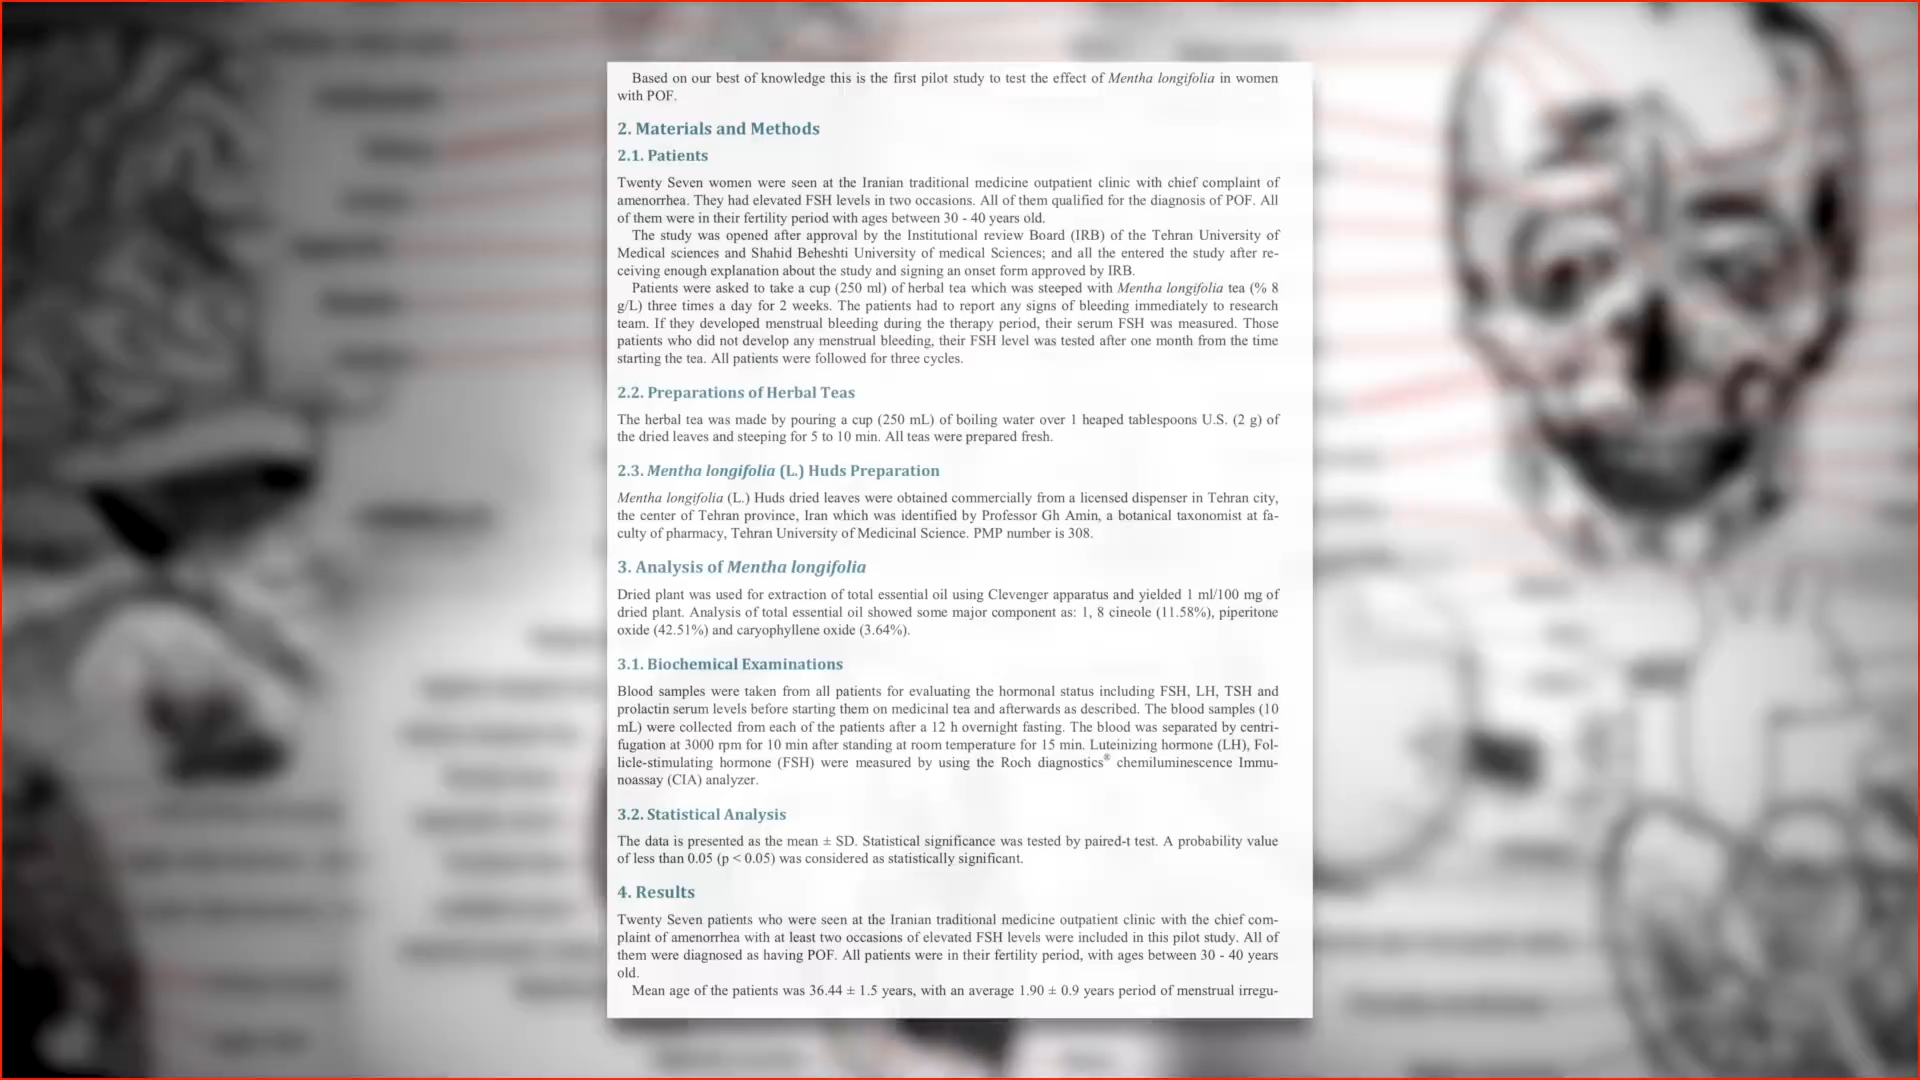 Based on our best of knowledge this is the first pilot study to test the effect of Mentha longifolia in women
with POF.
2. Materials and Methods
2.1. Patients
Twenty Seven women were seen at the Iranian traditional medicine outpatient clinic with chief complaint of
amenorrhea. They had elevated FSH levels in two occasions. All of them qualified for the diagnosis of POF. All
of them were in their fertility period with ages between 30 - 40 years old.
The study was opened after approval by the Institutional review Board (IRB) of the Tehran University of
Medical sciences and Shahid Beheshti University of medical Sciences; and all the entered the study after re-
ceiving enough explanation about the study and signing an onset form approved by IRB.
Patients were asked to take a cup (250 ml) of herbal tea which was steeped with Mentha longifolia tea (% 8
g/L) three times a day for 2 weeks. The patients had to report any signs of bleeding immediately to research
team. If they developed menstrual bleeding during the therapy period, their serum FSH was measured. Those
patients who did not develop any menstrual bleeding, their FSH level was tested after one month from the time
starting the tea. All patients were followed for three cycles.
2.2. Preparations of Herbal Teas
The herbal tea was made by pouring a cup (250 mL) of boiling water over 1 heaped tablespoons U.S. (2 g) of
the dried leaves and steeping for 5 to 10 min. All teas were prepared fresh.
2.3. Mentha longifolia (L.) Huds Preparation
Mentha longifolia (L.) Huds dried leaves were obtained commercially from a licensed dispenser in Tehran city,
the center of Tehran province, Iran which was identified by Professor Gh Amin, a botanical taxonomist at fa-
culty of pharmacy, Tehran University of Medicinal Science. PMP number is 308.
3. Analysis of Mentha longifolia
Dried plant was used for extraction of total essential oil using Clevenger apparatus and yielded 1 ml/100 mg of
dried plant. Analysis of total essential oil showed some major component as: 1, 8 cineole (11.58%), piperitone
oxide (42.51%) and caryophyllene oxide (3.64%).
3.1. Biochemical Examinations
Blood samples were taken from all patients for evaluating the hormonal status including FSH, LH, TSH and
prolactin serum levels before starting them on medicinal tea and afterwards as described. The blood samples (10
mL) were collected from each of the patients after a 12 h overnight fasting. The blood was separated by centri-
fugation at 3000 rpm for 10 min after standing at room temperature for 15 min. Luteinizing hormone (LH), Fol-
licle-stimulating hormone (FSH) were measured by using the Roch diagnostics® chemiluminescence Immu-
noassay (CIA) analyzer.
3.2. Statistical Analysis
The data is presented as the mean ± SD. Statistical significance was tested by paired-t test. A probability value
of less than 0.05 (p < 0.05) was considered as statistically significant.
4. Results
Twenty Seven patients who were seen at the Iranian traditional medicine outpatient clinic with the chief com-
plaint of amenorrhea with at least two occasions of elevated FSH levels were included in this pilot study. All of
them were diagnosed as having POF. All patients were in their fertility period, with ages between 30 - 40 years
old.
Mean age of the patients was 36.44 ± 1.5 years, with an average 1.90 ± 0.9 years period of menstrual irregu-